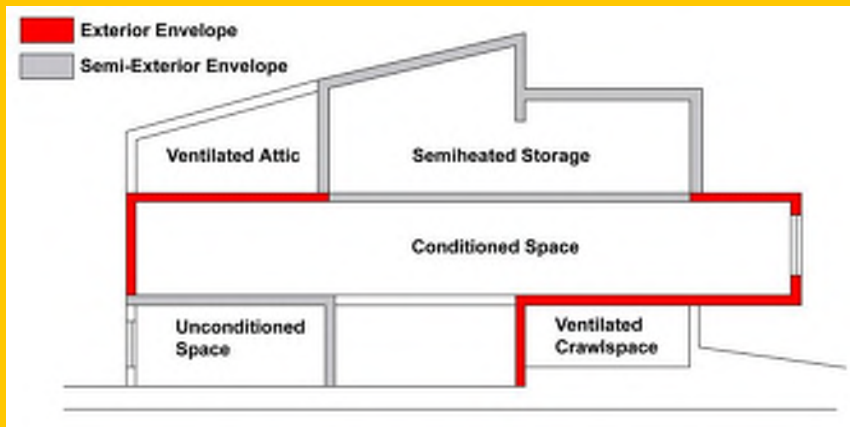 Exterior Envelope
Semi-Exterior Envelope
Ventilated Attic
Semiheated Storage
Conditioned Space
Unconditioned
Space
Ventilated
Crawlspace